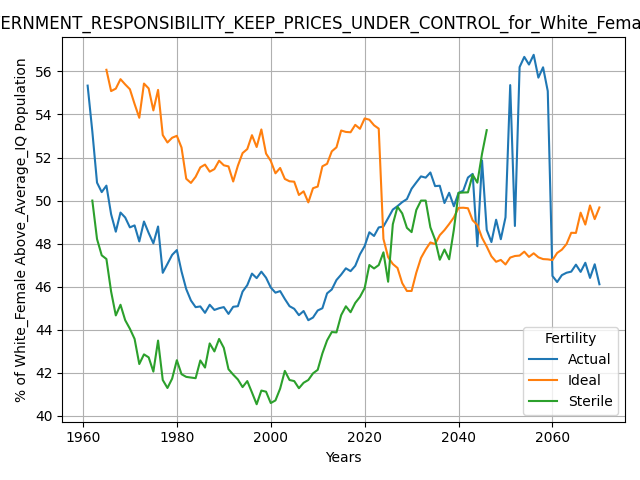 ERNMENT_RESPONSIBILITY_KEEP_PRICES_UNDER_CONTROL_for_White_Fema
% of White_Female Above_Average_IQ Population
56
54
52
50
48
46
44
42
40
1960
1980
2000
2020
2040
2060
Years
Fertility
Actual
Ideal
Sterile